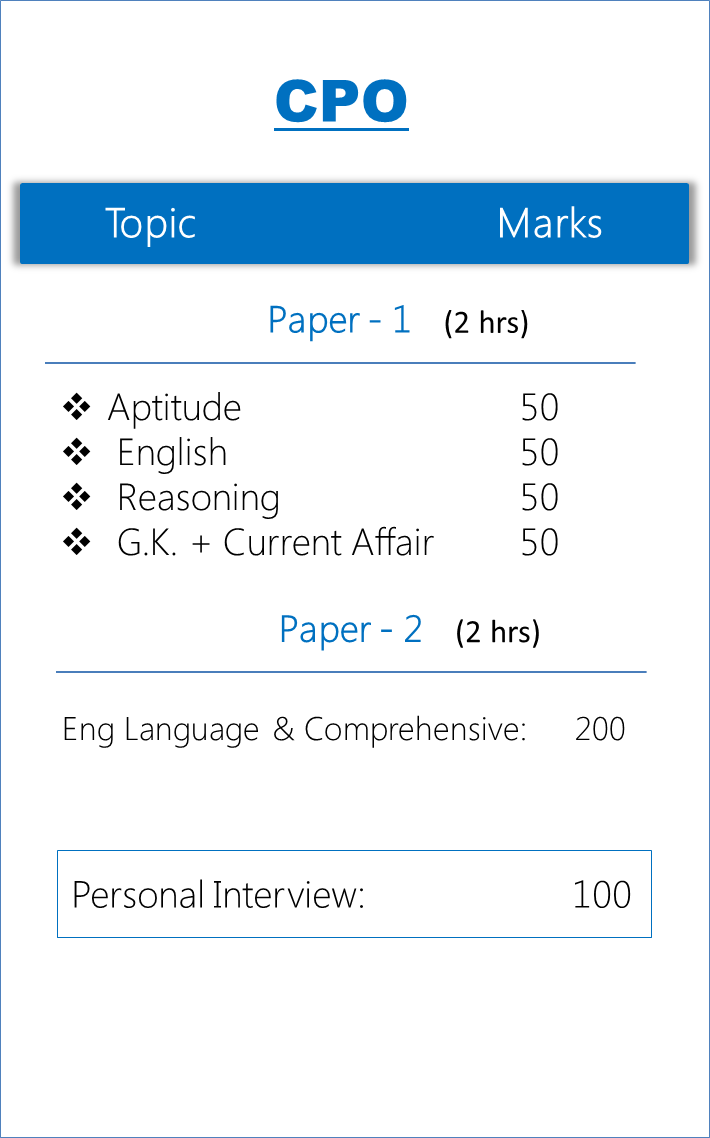 CPO
Topic Marks
Paper - 1 (2 hrs)
❖ Aptitude 50
❖ English 50
❖ Reasoning 50
❖ G.K. + Current Affair 50
Paper - 2 (2 hrs)
Eng Language & Comprehensive: 200
Personal Interview: 100